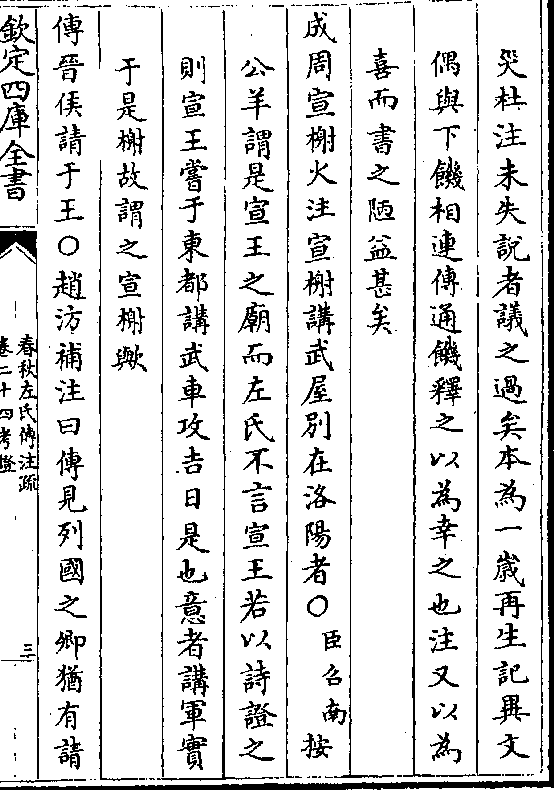 災杜注未失說者議之過矣本為一歲再生記異文
偶與下饑相連傳通饑釋之以為幸之也注又以為
喜而書之陋益甚矣
成周宣榭火注宣榭講武屋別在洛陽者〇臣召南按
公羊謂是宣王之廟而左氏不言宣王若以詩證之
則宣王嘗于東都講武車攻吉日是也意者講軍實
于是榭故謂之宣榭歟
傳晉侯請于王〇趙汸補注曰傳見列國之卿猶有請
欽定四庫全書
春秋左氏傳注疏
卷二十四考證
三